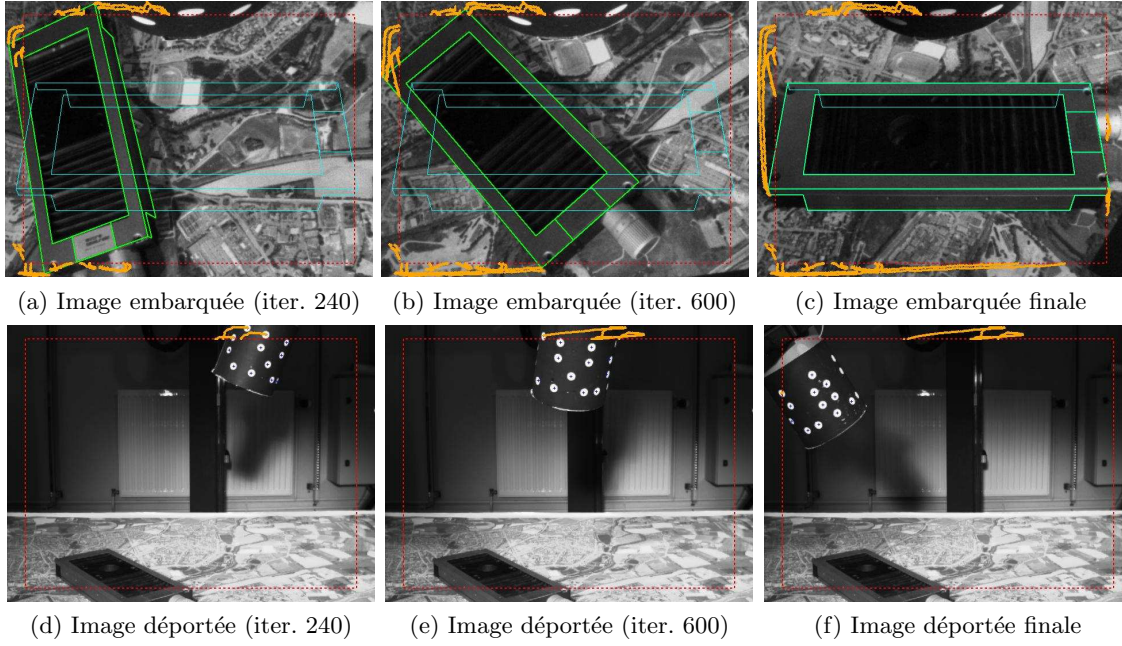 (a) Image embarquée (iter. 240)
(b) Image embarquée (iter. 600)
(c) Image embarquée finale
(d) Image déportée (iter. 240)
(e) Image déportée (iter. 600)
(f) Image déportée finale